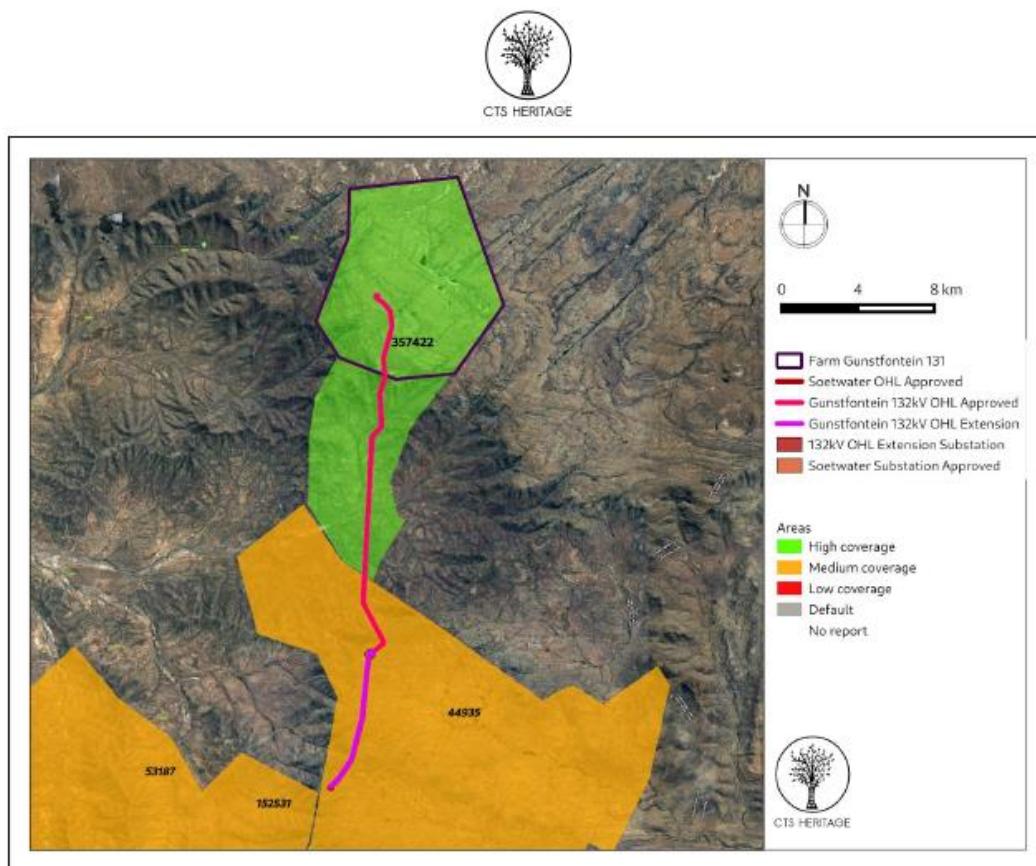 CTS HERITAGE
N
0 4 8 km
Farm Gunstfontein 131
Soetwater OHL Approved
Gunstfontein 132kV OHL Approved
Gunstfontein 132kV OHL Extension
132kV OHL Extension Substation
Soetwater Substation Approved
Areas
High coverage
Medium coverage
Low coverage
Default
No report
357422
44935
53187
152531
CTS HERITAGE